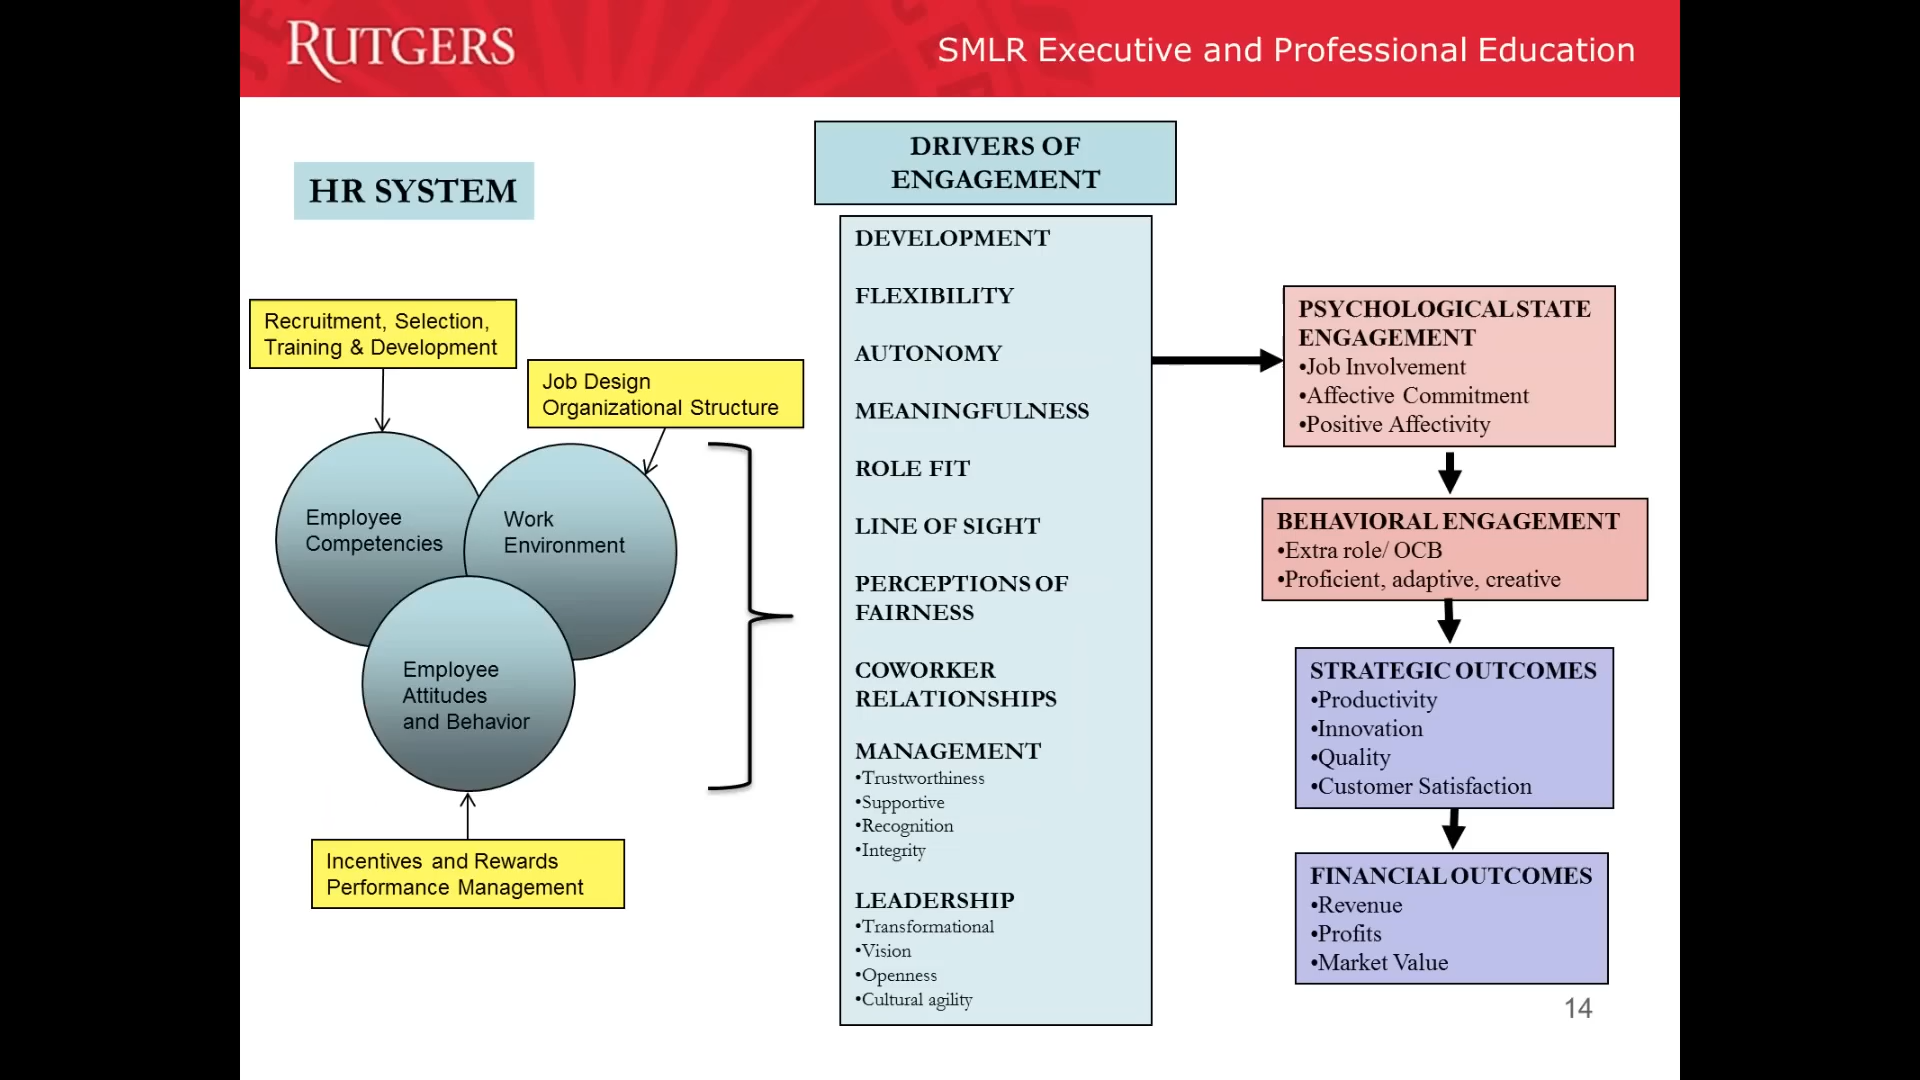 RUTGERS
SMLR Executive and Professional Education
HR SYSTEM
Recruitment, Selection,
Training & Development
Job Design
Organizational Structure
Employee
Competencies
Work
Environment
Employee
Attitudes
and Behavior
Incentives and Rewards
Performance Management
DRIVERS OF
ENGAGEMENT
DEVELOPMENT
FLEXIBILITY
AUTONOMY
MEANINGFULNESS
ROLE FIT
LINE OF SIGHT
PERCEPTIONS OF
FAIRNESS
COWORKER
RELATIONSHIPS
MANAGEMENT
•Trustworthiness
•Supportive
•Recognition
•Integrity
LEADERSHIP
•Transformational
•Vision
•Openness
•Cultural agility
PSYCHOLOGICAL STATE
ENGAGEMENT
•Job Involvement
•Affective Commitment
•Positive Affectivity
BEHAVIORAL ENGAGEMENT
•Extra role/ OCB
•Proficient, adaptive, creative
STRATEGIC OUTCOMES
•Productivity
•Innovation
•Quality
•Customer Satisfaction
FINANCIAL OUTCOMES
•Revenue
•Profits
•Market Value
14